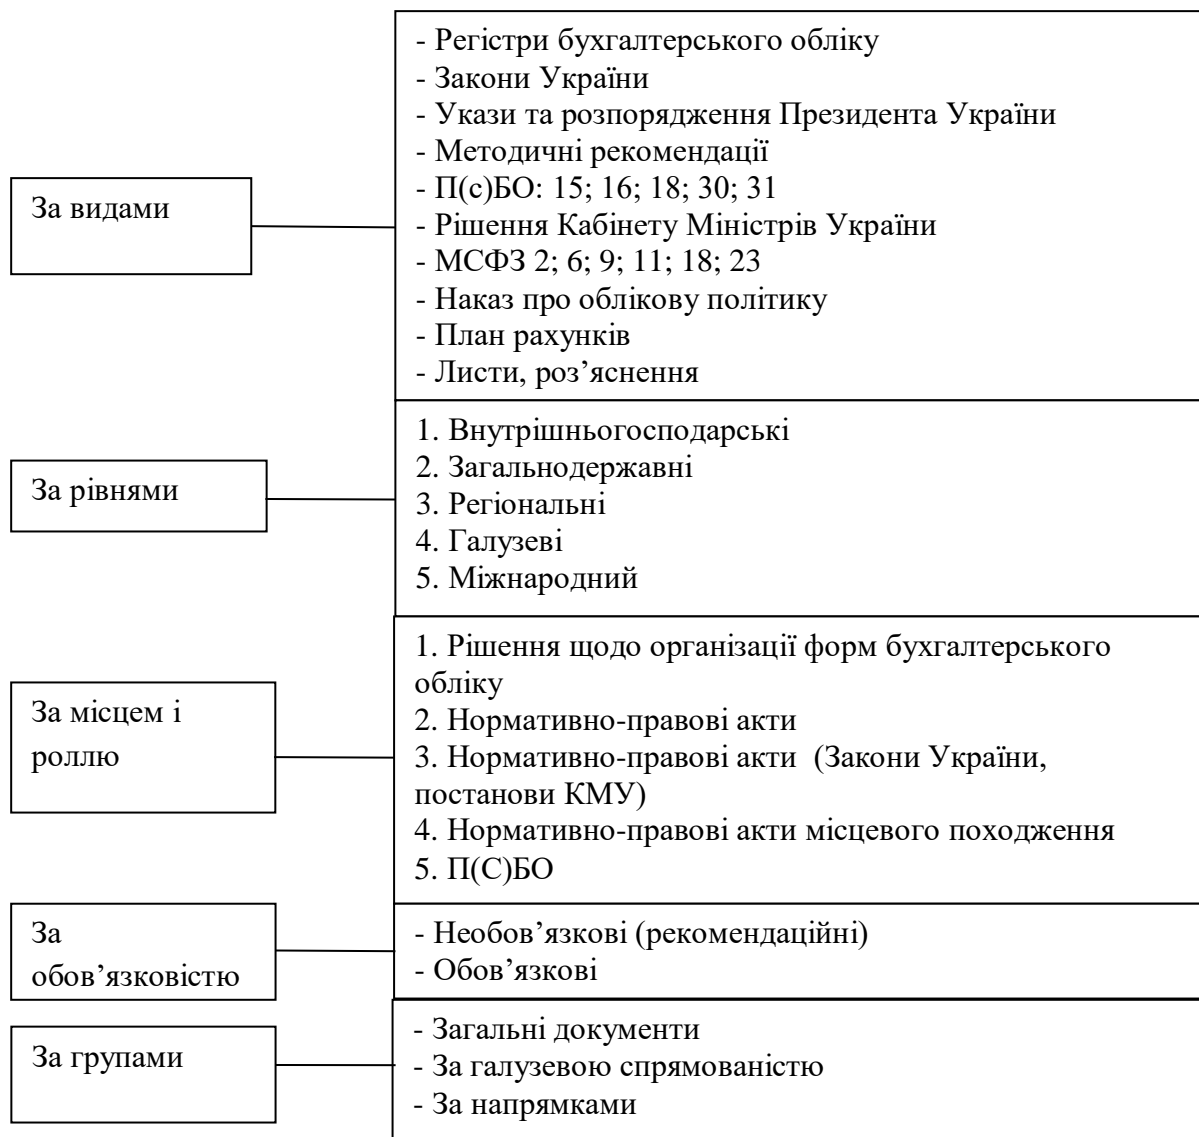 За видами
- Регістри бухгалтерського обліку
- Закони України
- Укази та розпорядження Президента України
- Методичні рекомендації
- П(с)БО: 15; 16; 18; 30; 31
- Рішення Кабінету Міністрів України
- МСФЗ 2; 6; 9; 11; 18; 23
- Наказ про облікову політику
- План рахунків
- Листи, роз’яснення
За рівнями
1. Внутрішньогосподарські
2. Загальнодержавні
3. Регіональні
4. Галузеві
5. Міжнародний
За місцем і
роллю
1. Рішення щодо організації форм бухгалтерського
обліку
2. Нормативно-правові акти
3. Нормативно-правові акти (Закони України,
постанови КМУ)
4. Нормативно-правові акти місцевого походження
5. П(С)БО
За
обов’язковістю
- Необов’язкові (рекомендаційні)
- Обов’язкові
За групами
- Загальні документи
- За галузевою спрямованістю
- За напрямками